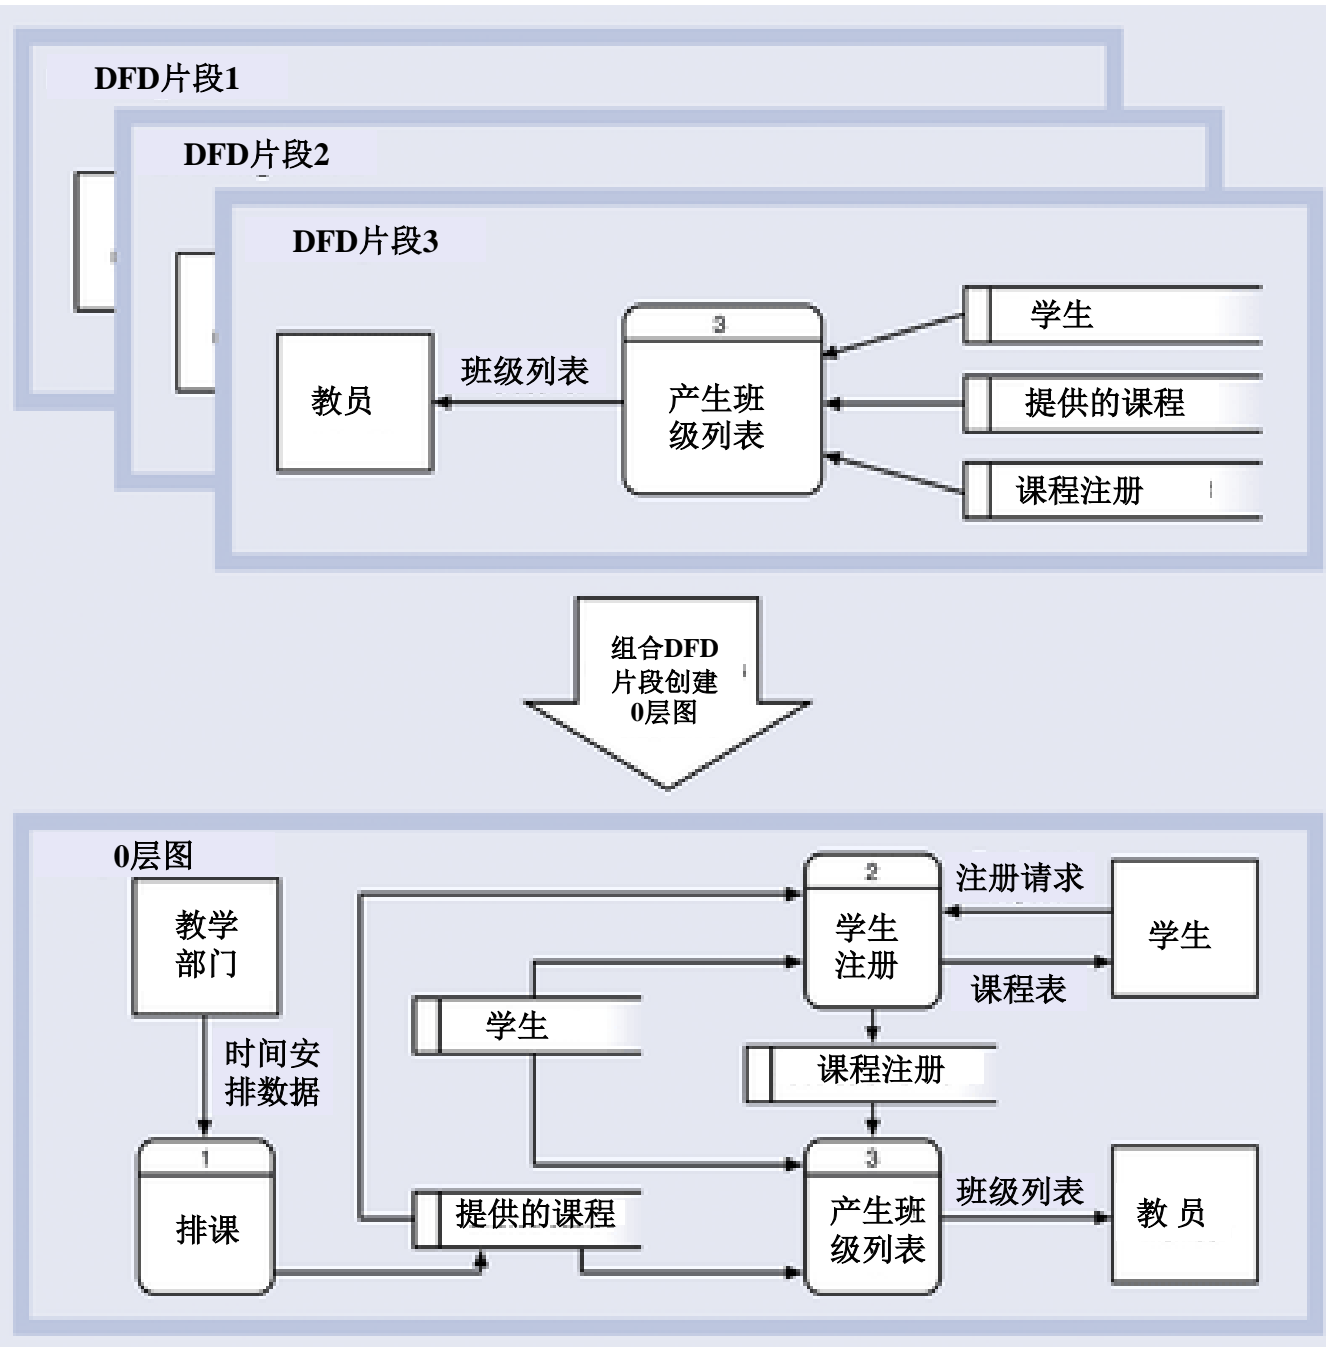 DFD片段1
DFD片段2
DFD片段3
3
学生
教员
班级列表
产生班
级列表
提供的课程
课程注册
组合DFD
片段创建
0层图
0层图
2
注册请求
教学
部门
学生
注册
学生
课程表
学生
时间安
排数据
课程注册
1
3
排课
提供的课程
产生班
级列表
班级列表
教 员